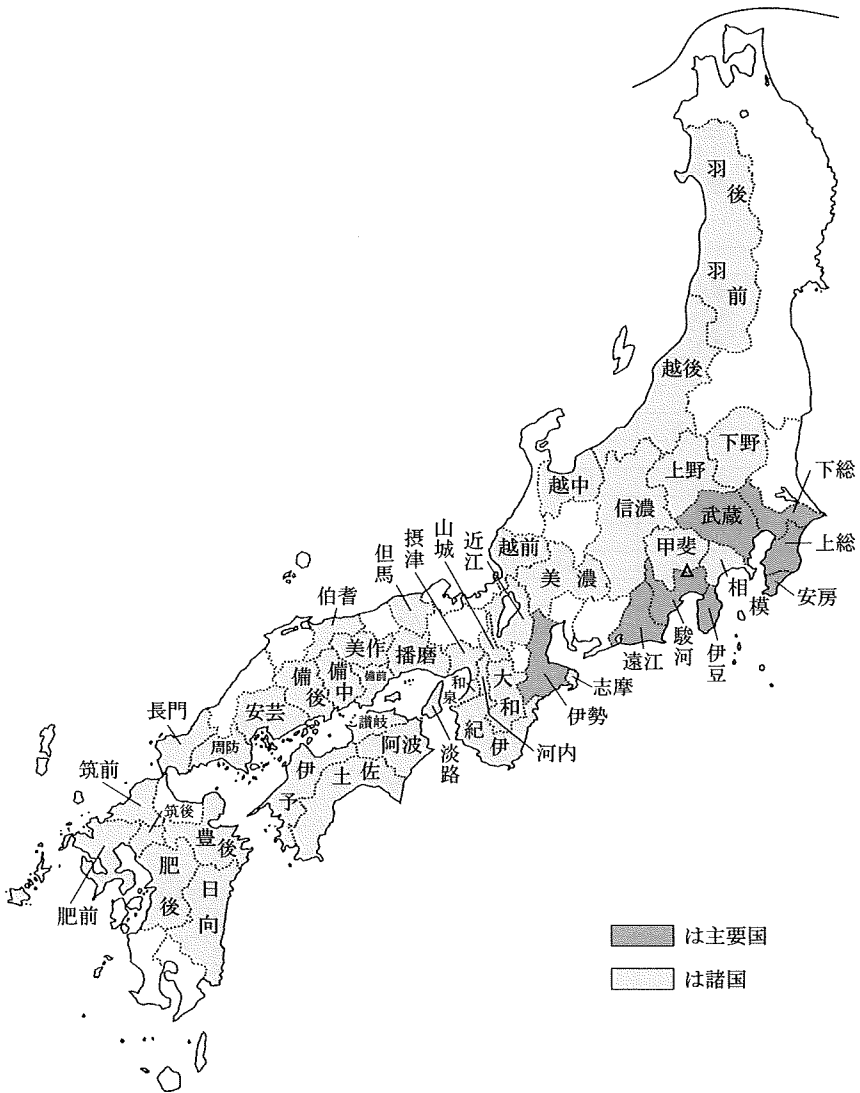 羽後
羽前
越後
下野
上野
越中
信濃
武蔵
下総
上総
安房
甲斐
相模
越前
美濃
駿河
伊豆
遠江
近江
山城
摂津
但馬
伯耆
美作
播磨
備前
備中
備後
安芸
周防
長門
大和
和泉
河内
紀伊
伊勢
志摩
淡路
讃岐
阿波
伊予
土佐
筑前
筑後
豊後
肥前
肥後
日向
は主要国
は諸国